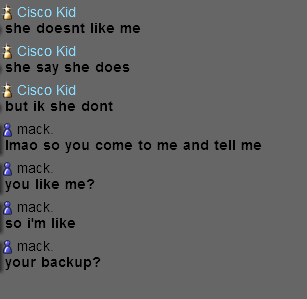 Cisco Kid
she doesnt like me
Cisco Kid
she say she does
Cisco Kid
but ik she dont
mack.
lmao so you come to me and tell me
mack.
you like me?
mack.
so i'm like
mack.
your backup?